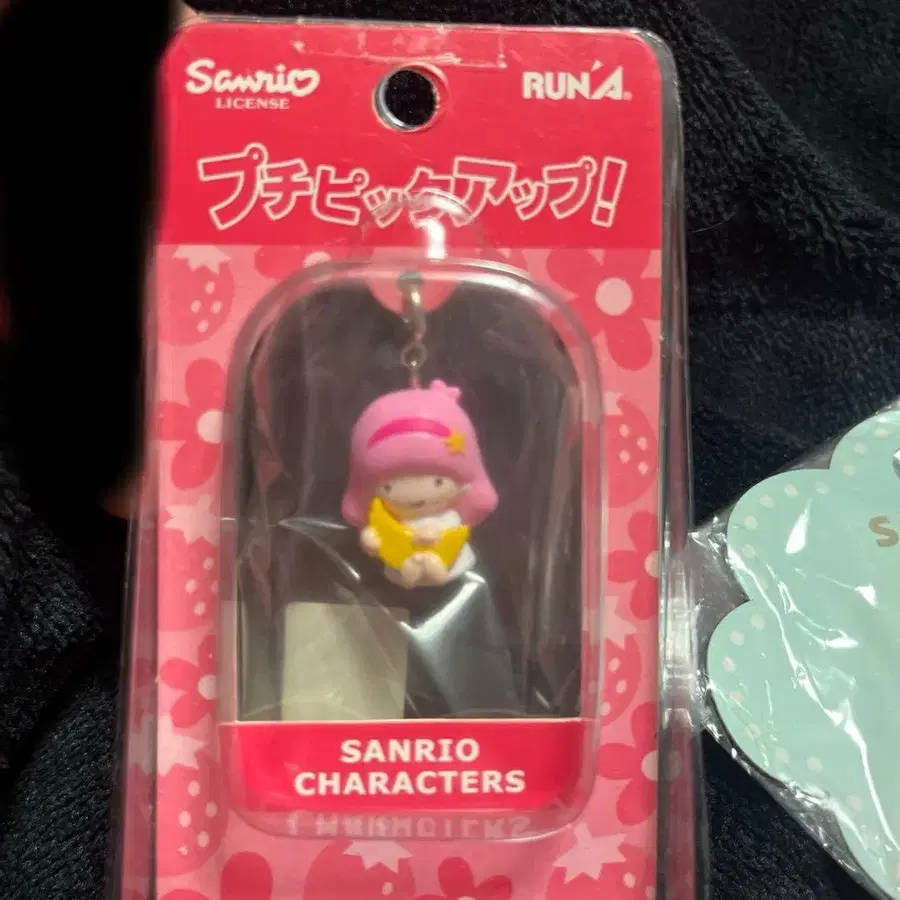 Sanrio
LICENSE
RUN'A®
プチピックアップ!
SANRIO
CHARACTERS
S